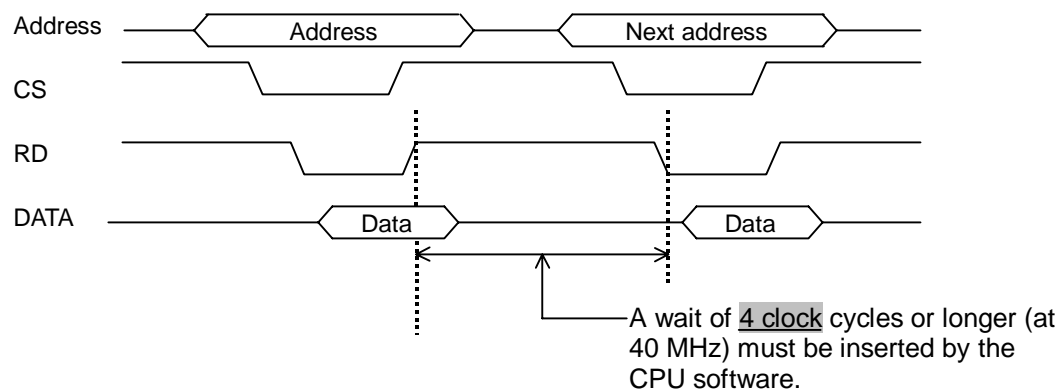 Address
Address
Next address
CS
RD
DATA
Data
Data
A wait of 4 clock cycles or longer (at
40 MHz) must be inserted by the
CPU software.